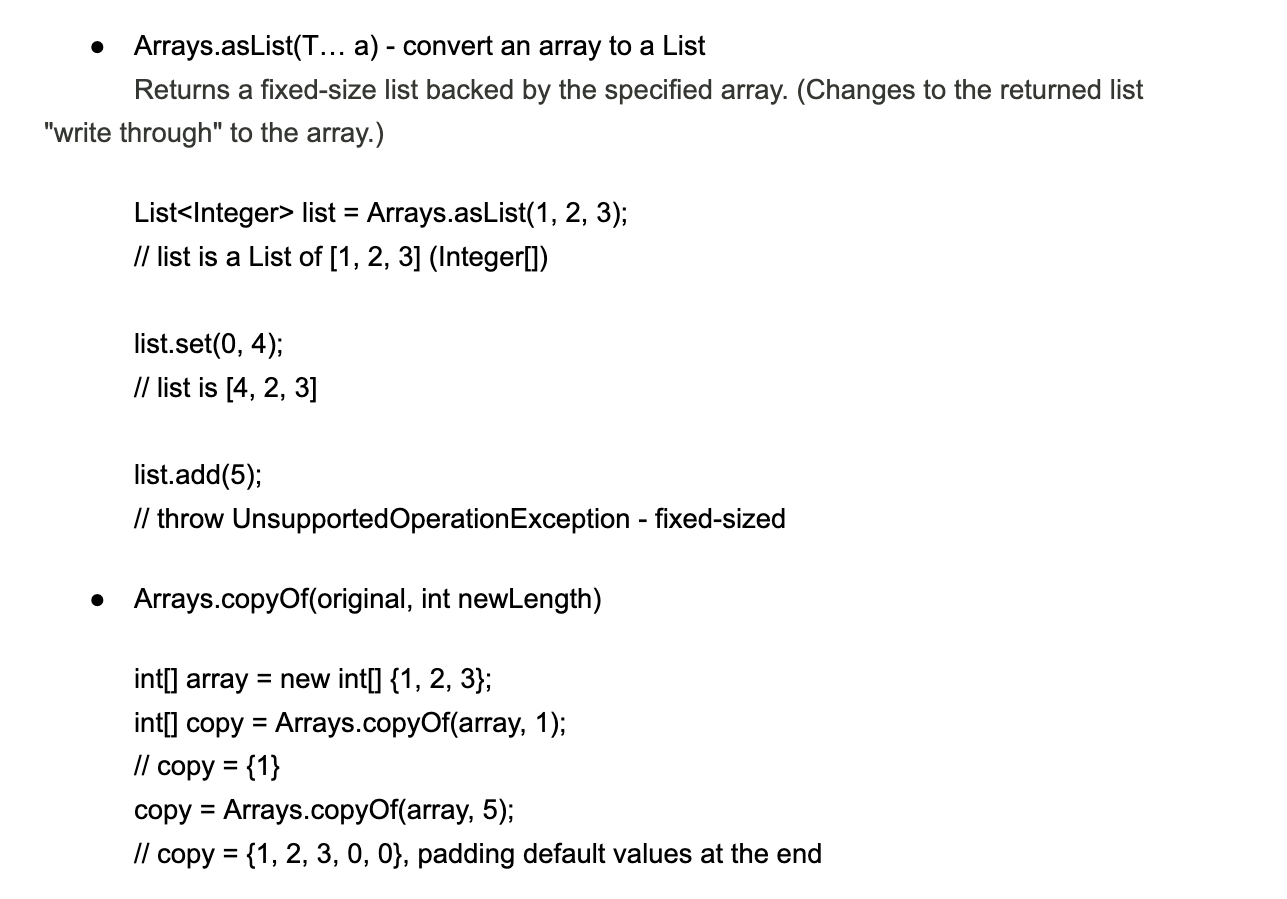 ● Arrays.asList(T… a) - convert an array to a List
Returns a fixed-size list backed by the specified array. (Changes to the returned list
"write through" to the array.)
List<Integer> list = Arrays.asList(1, 2, 3);
// list is a List of [1, 2, 3] (Integer[])
list.set(0, 4);
// list is [4, 2, 3]
list.add(5);
// throw UnsupportedOperationException - fixed-sized
● Arrays.copyOf(original, int newLength)
int[] array = new int[] {1, 2, 3};
int[] copy = Arrays.copyOf(array, 1);
// copy = {1}
copy = Arrays.copyOf(array, 5);
// copy = {1, 2, 3, 0, 0}, padding default values at the end